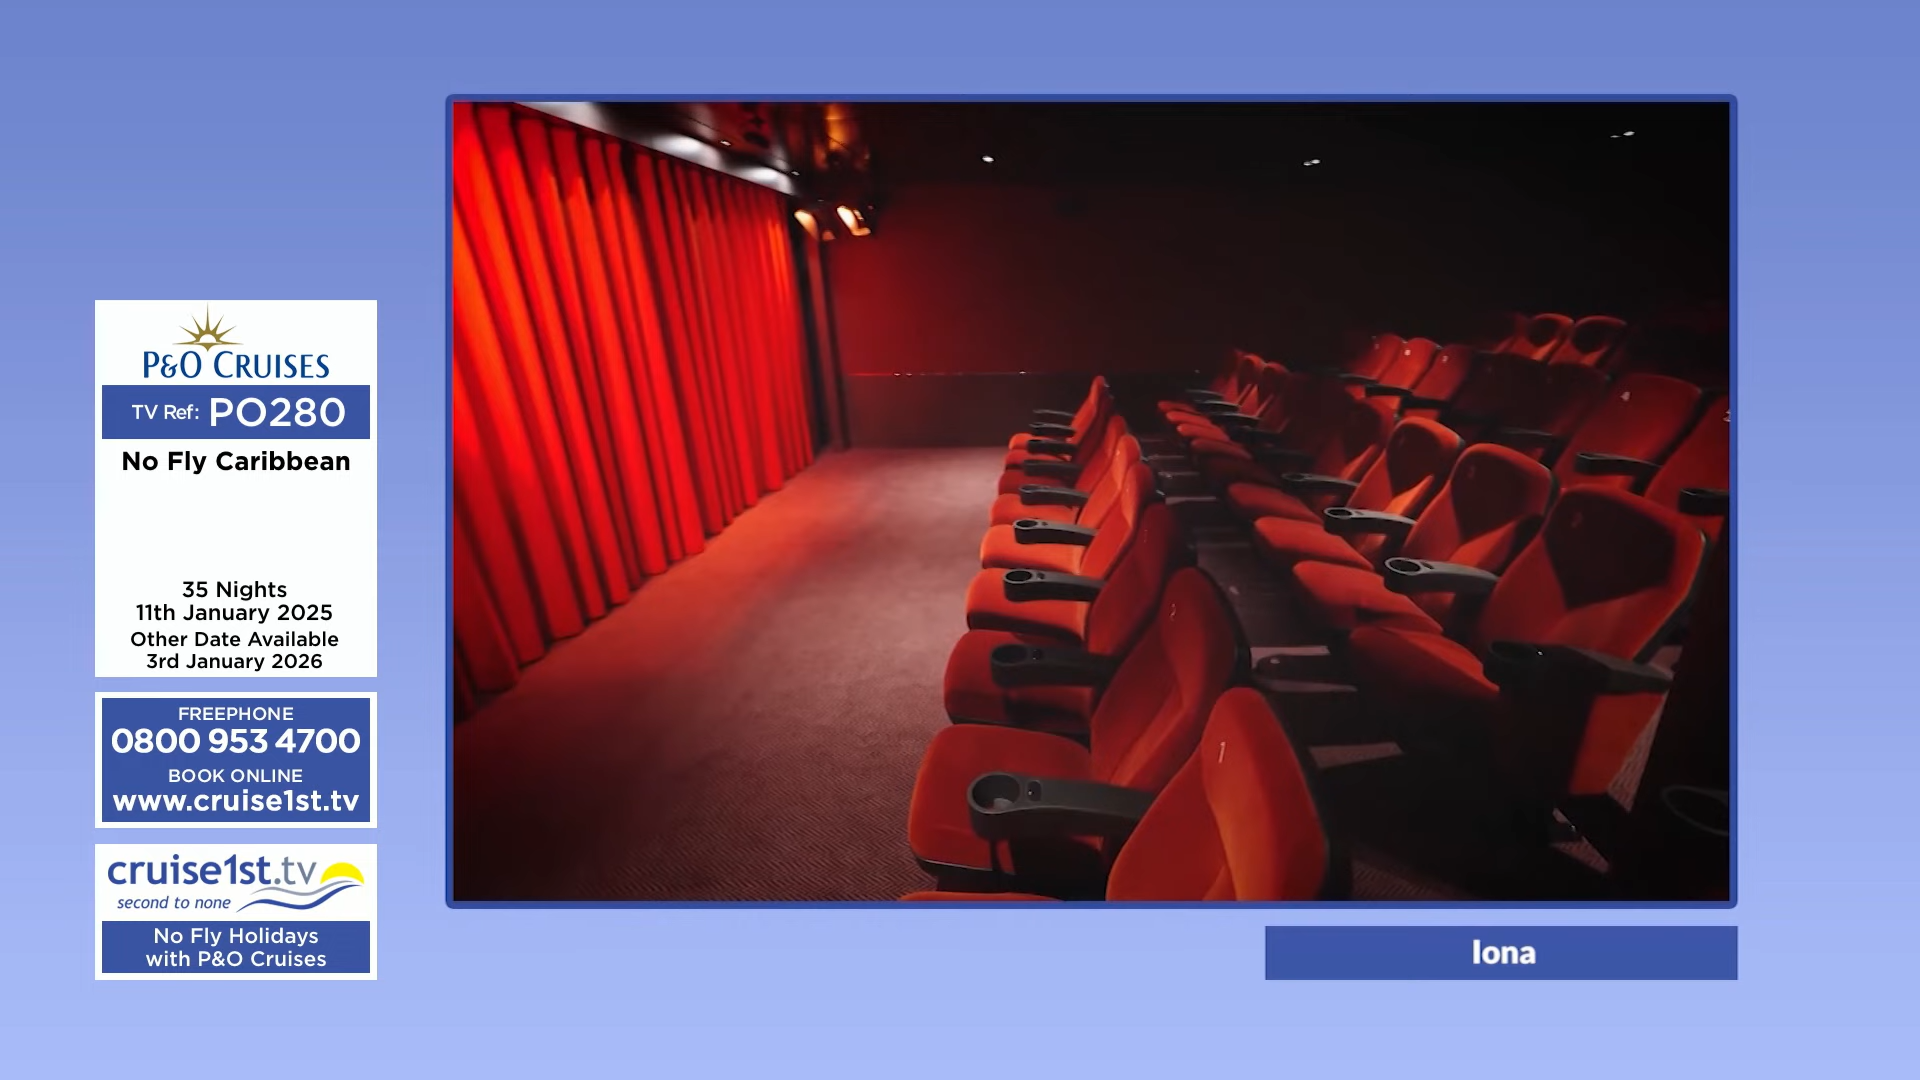 P&O CRUISES
TV Ref: PO280
No Fly Caribbean
35 Nights
11th January 2025
Other Date Available
3rd January 2026
FREEPHONE
0800 953 4700
BOOK ONLINE
www.cruise1st.tv
cruise1st.tv
second to none
No Fly Holidays
with P&O Cruises
Iona